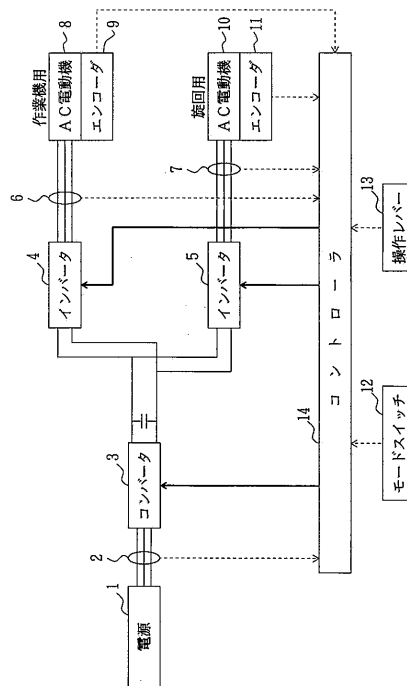 作業機用
8
AC電動機
エンコーダ
9
旋回用
10
AC電動機
エンコーダ
11
6
7
4
インバータ
5
インバータ
3
コンバータ
2
1
電源
14
コントローラ
13
操作レバー
12
モードスイッチ